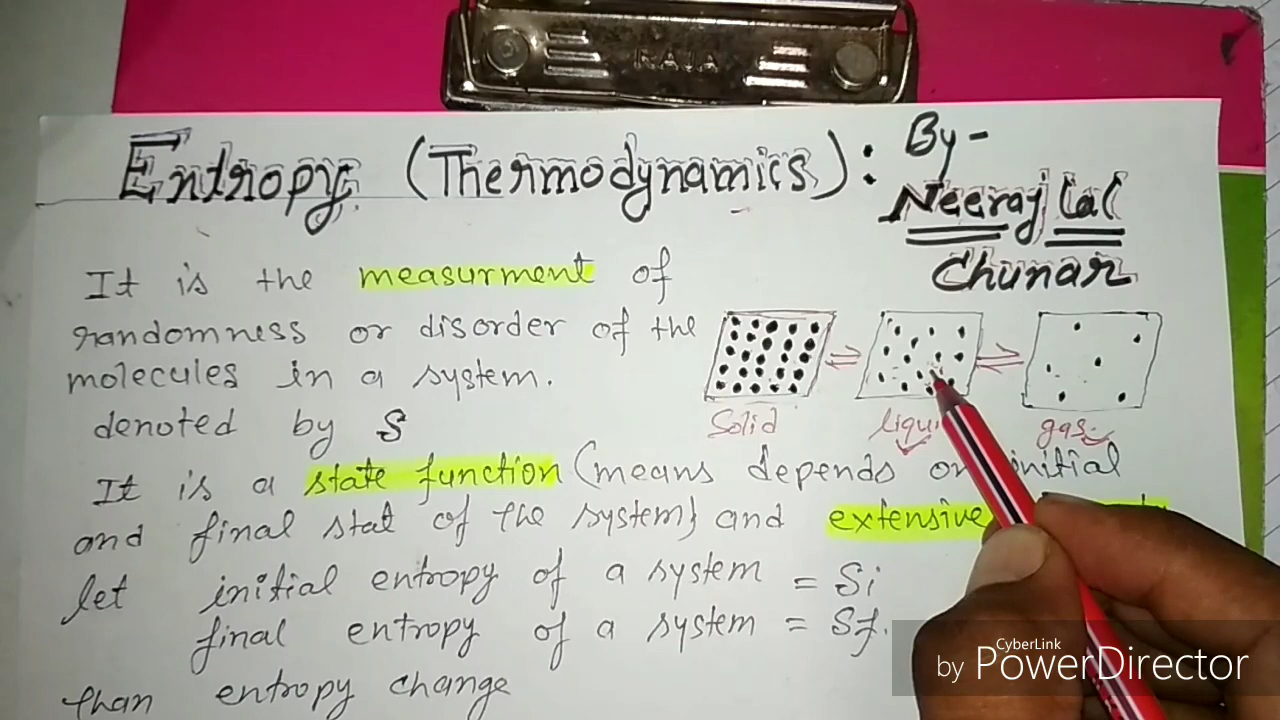 RAJA
Entropy (Thermodynamics) :
By -
Neeraj Lal
Chunar
It is the measurment of
randomness or disorder of the
molecules in a system.
denoted by S
Solid
gas
It is a state function (means depends on initial
and final stat of the system} and extensive
let initial entropy of a system = Si
final entropy of a system = Sf.
than entropy change
CyberLink
by PowerDirector